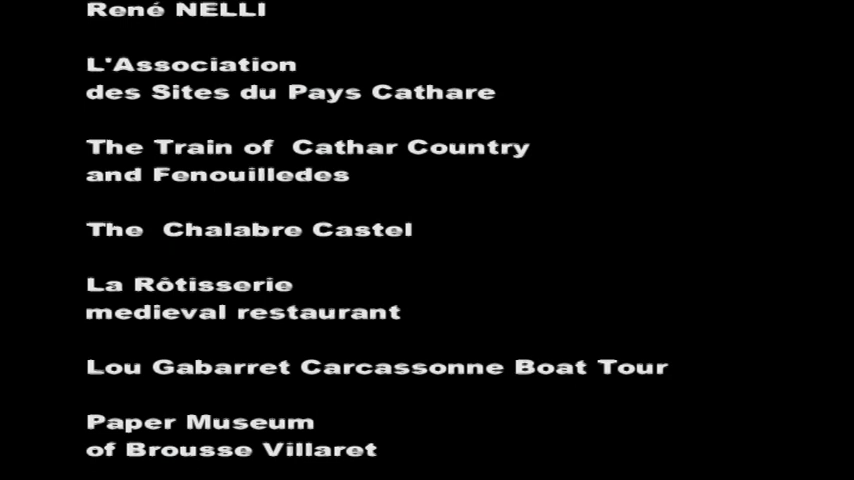 René NELLI
L'Association
des Sites du Pays Cathare
The Train of Cathar Country
and Fenouilledes
The Chalabre Castel
La Rôtisserie
medieval restaurant
Lou Gabarret Carcassonne Boat Tour
Paper Museum
of Brousse Villaret